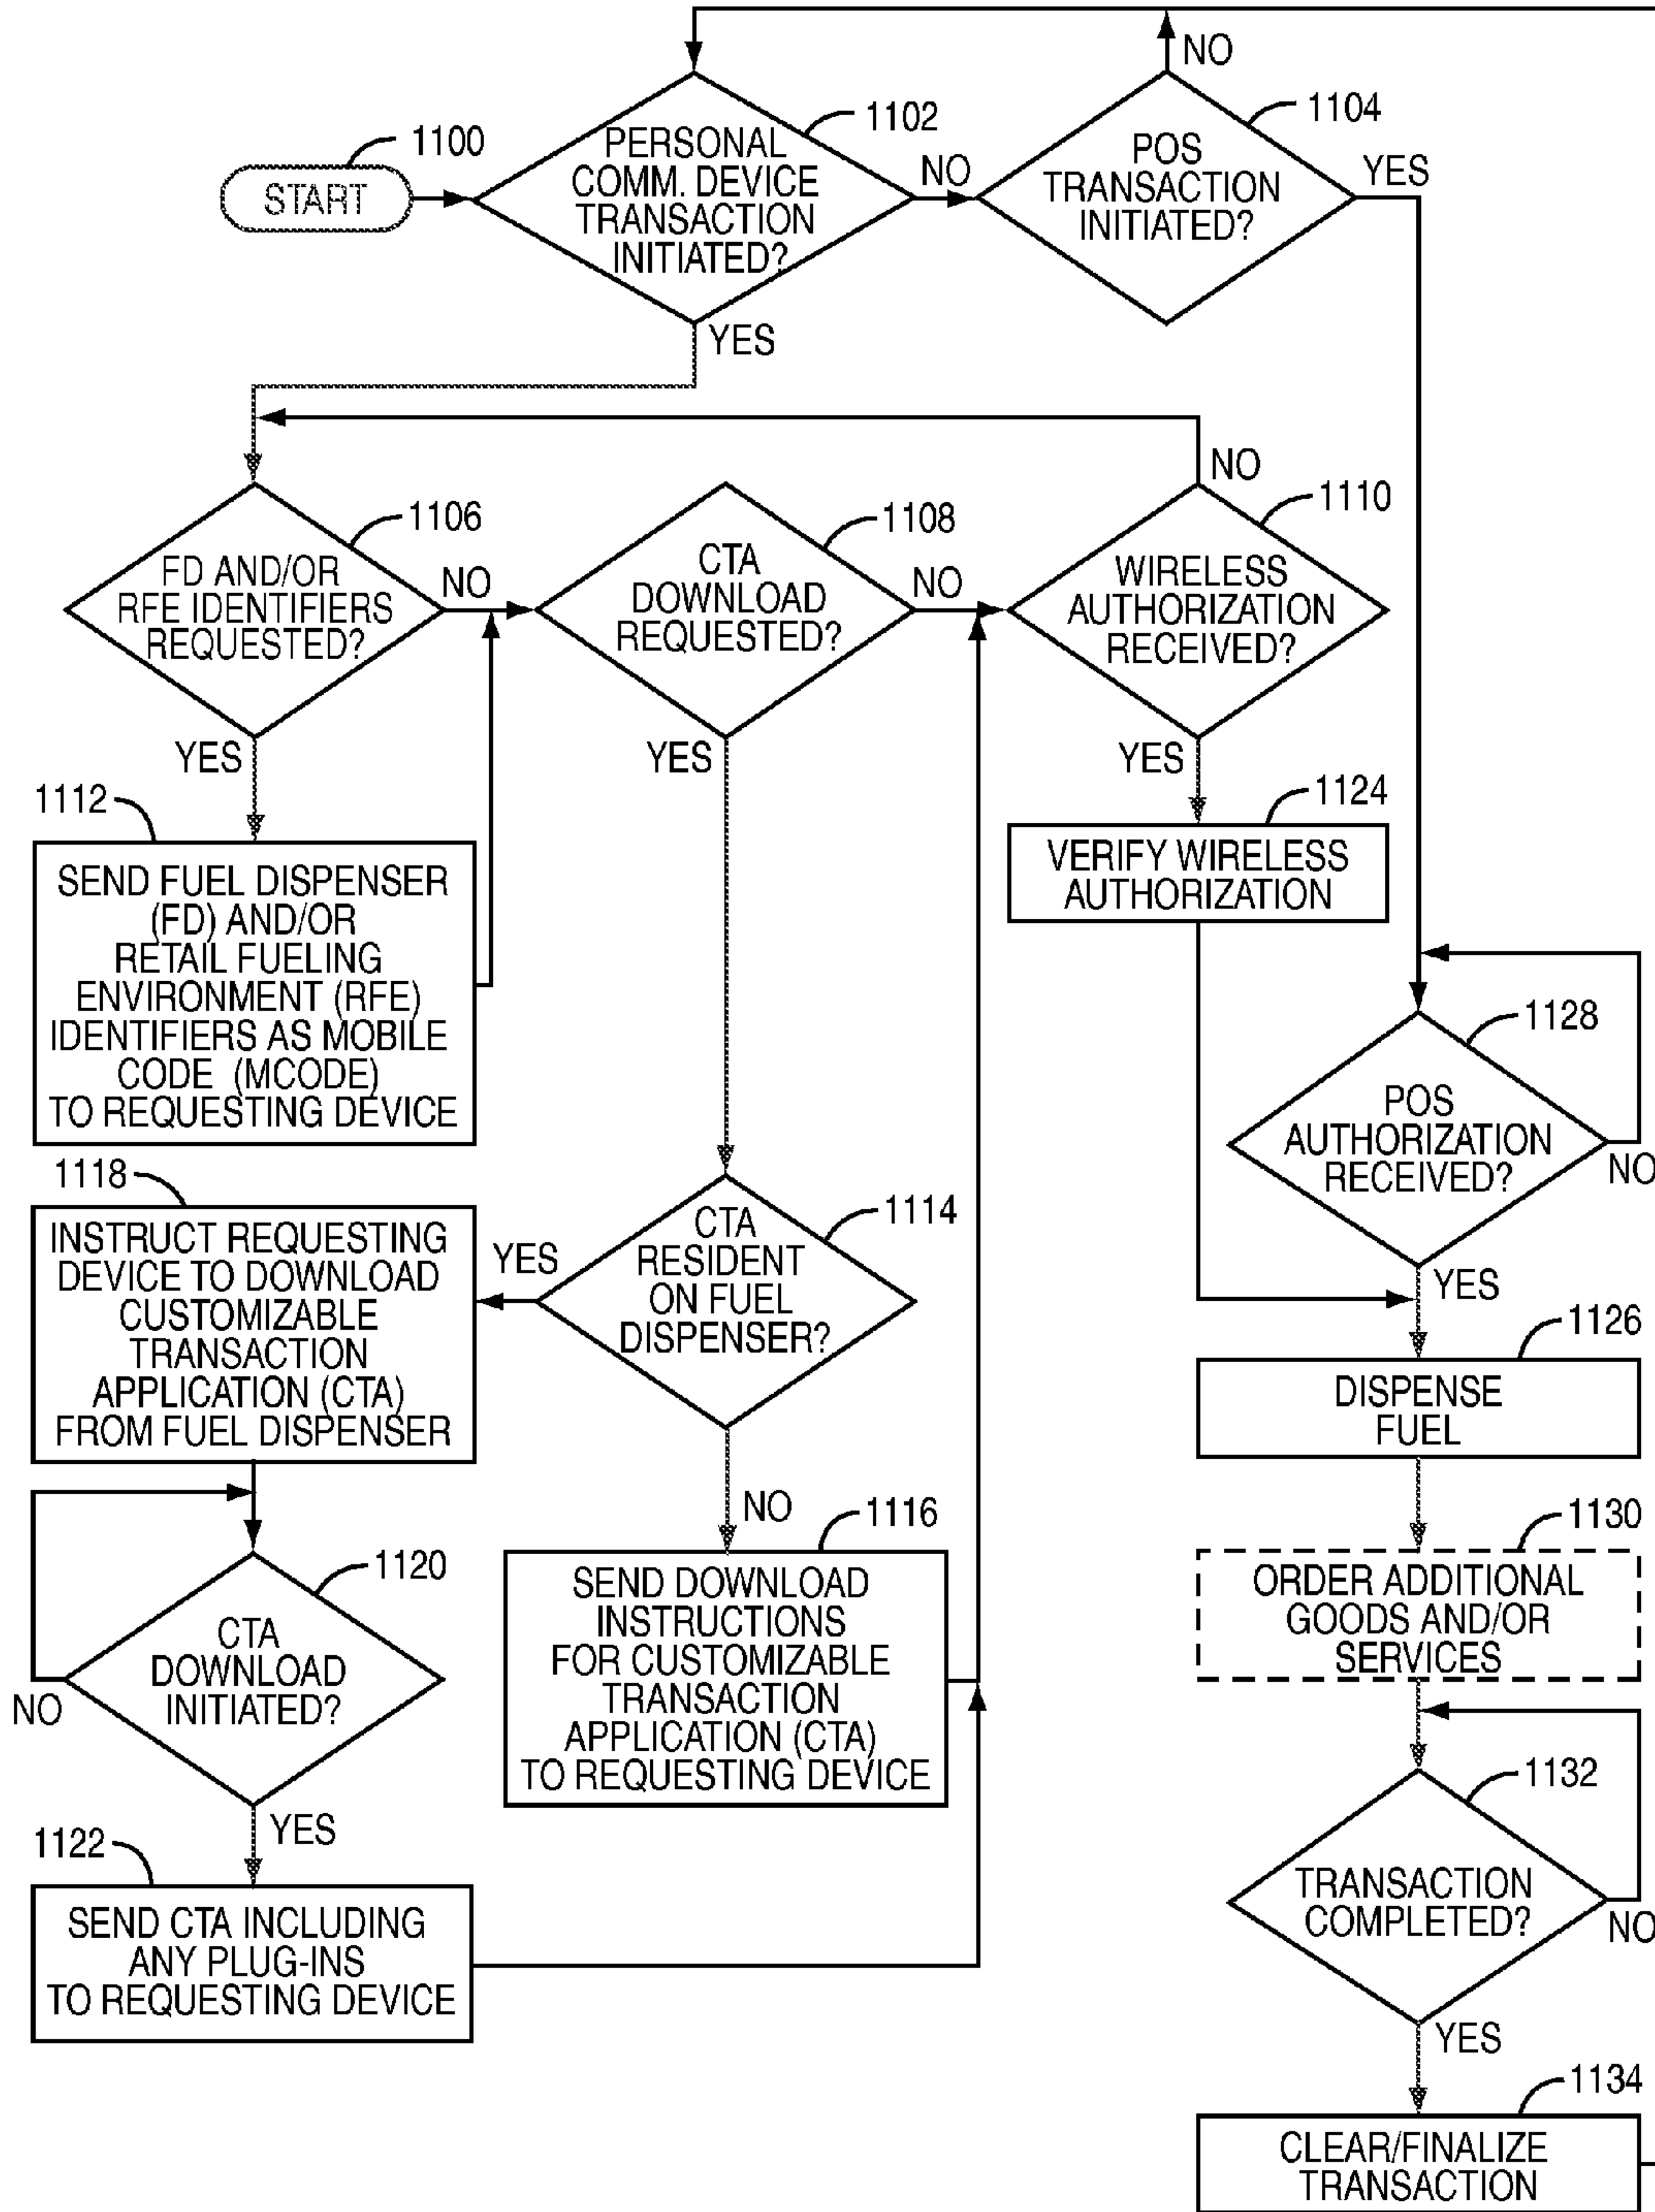 NO
1102
1104
1100
PERSONAL
COMM. DEVICE
TRANSACTION
INITIATED?
POS
TRANSACTION
INITIATED?
START
NO
YES
YES
NO
1106
1108
1110
FD AND/OR
RFE IDENTIFIERS
REQUESTED?
NO
CTA
DOWNLOAD
REQUESTED?
NO
WIRELESS
AUTHORIZATION
RECEIVED?
YES
YES
YES
1112
1124
SEND FUEL DISPENSER
(FD) AND/OR
RETAIL FUELING
ENVIRONMENT (RFE)
IDENTIFIERS AS MOBILE
CODE (MCODE)
TO REQUESTING DEVICE
VERIFY WIRELESS
AUTHORIZATION
1128
POS
AUTHORIZATION
RECEIVED?
NO
YES
1118
1114
INSTRUCT REQUESTING
DEVICE TO DOWNLOAD
CUSTOMIZABLE
TRANSACTION
APPLICATION (CTA)
FROM FUEL DISPENSER
YES
CTA
RESIDENT
ON FUEL
DISPENSER?
1126
DISPENSE
FUEL
NO
1116
1130
1120
CTA
DOWNLOAD
INITIATED?
NO
SEND DOWNLOAD
INSTRUCTIONS
FOR CUSTOMIZABLE
TRANSACTION
APPLICATION (CTA)
TO REQUESTING DEVICE
ORDER ADDITIONAL
GOODS AND/OR
SERVICES
1132
YES
1122
SEND CTA INCLUDING
ANY PLUG-INS
TO REQUESTING DEVICE
TRANSACTION
COMPLETED?
NO
YES
1134
CLEAR/FINALIZE
TRANSACTION